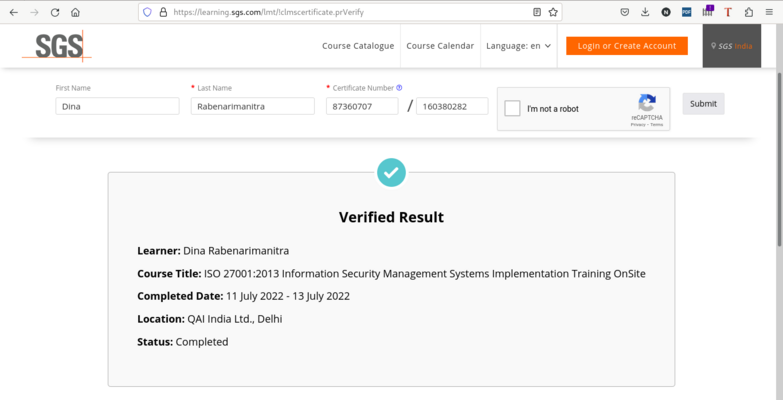 https://learning.sgs.com/lmt/lclmscertificate.prVerify
SGS
Course Catalogue
Course Calendar
Language: en
Login or Create Account
SGS India
First Name
* Last Name
* Certificate Number
Dina
Rabenarimanitra
87360707 / 160380282
I'm not a robot
reCAPTCHA
Privacy - Terms
Submit
Verified Result
Learner: Dina Rabenarimanitra
Course Title: ISO 27001:2013 Information Security Management Systems Implementation Training OnSite
Completed Date: 11 July 2022 - 13 July 2022
Location: QAI India Ltd., Delhi
Status: Completed